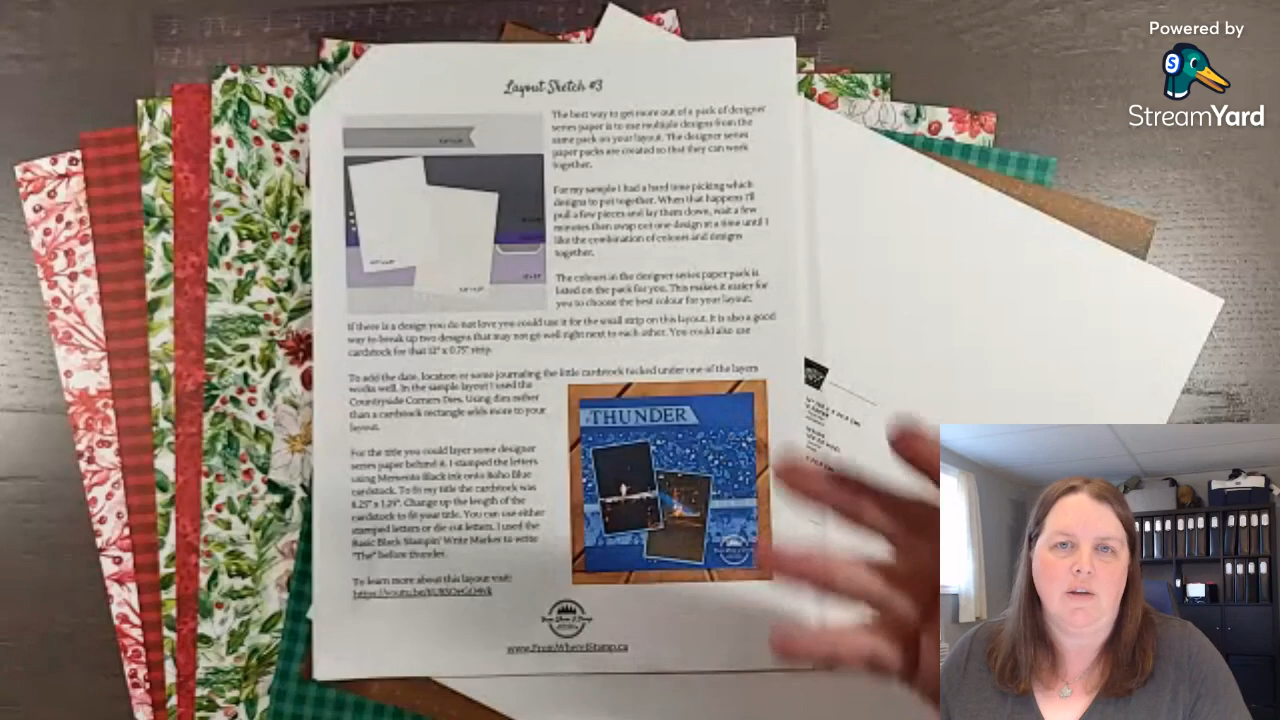 Powered by
StreamYard
Layout Sketch #3
The best way to get more out of a pack of designer
series paper is to use multiple designs from the
same pack on your layout. The designer series
paper packs are created so that they can work
together.
For my sample I had a hard time picking which
designs to put together. When that happens I'll
pull a few pieces and lay them down, wait a few
minutes then swap out one design at a time until I
like the combination of colours and designs
together.
The colours in the designer series paper pack is
listed on the pack for you. This makes it easier for
you to choose the best colour for your layout.
If there is a design you do not love you could use it for the small strip on this layout. It is also a good
way to break up two designs that may not go well right next to each other. You could also use
cardstock for that 12" x 0.75" strip.
To add the date, location or some journaling the little cardstock tucked under one of the layers
works well. In the sample layout I used the
Countryside Corners Dies. Using dies rather
than a cardstock rectangle adds more to your
layout.
THUNDER
For the title you could layer some designer
series paper behind it. I stamped the letters
using Memento Black ink onto Boho Blue
cardstock. To fit my title the cardstock was
8.25" x 1.29". Change up the length of the
cardstock to fit your title. You can use either
stamped letters or die cut letters. I used the
Basic Black Stampin' Write Marker to write
"The" before thunder.
To learn more about this layout visit:
www.FromWhereIStamp.ca